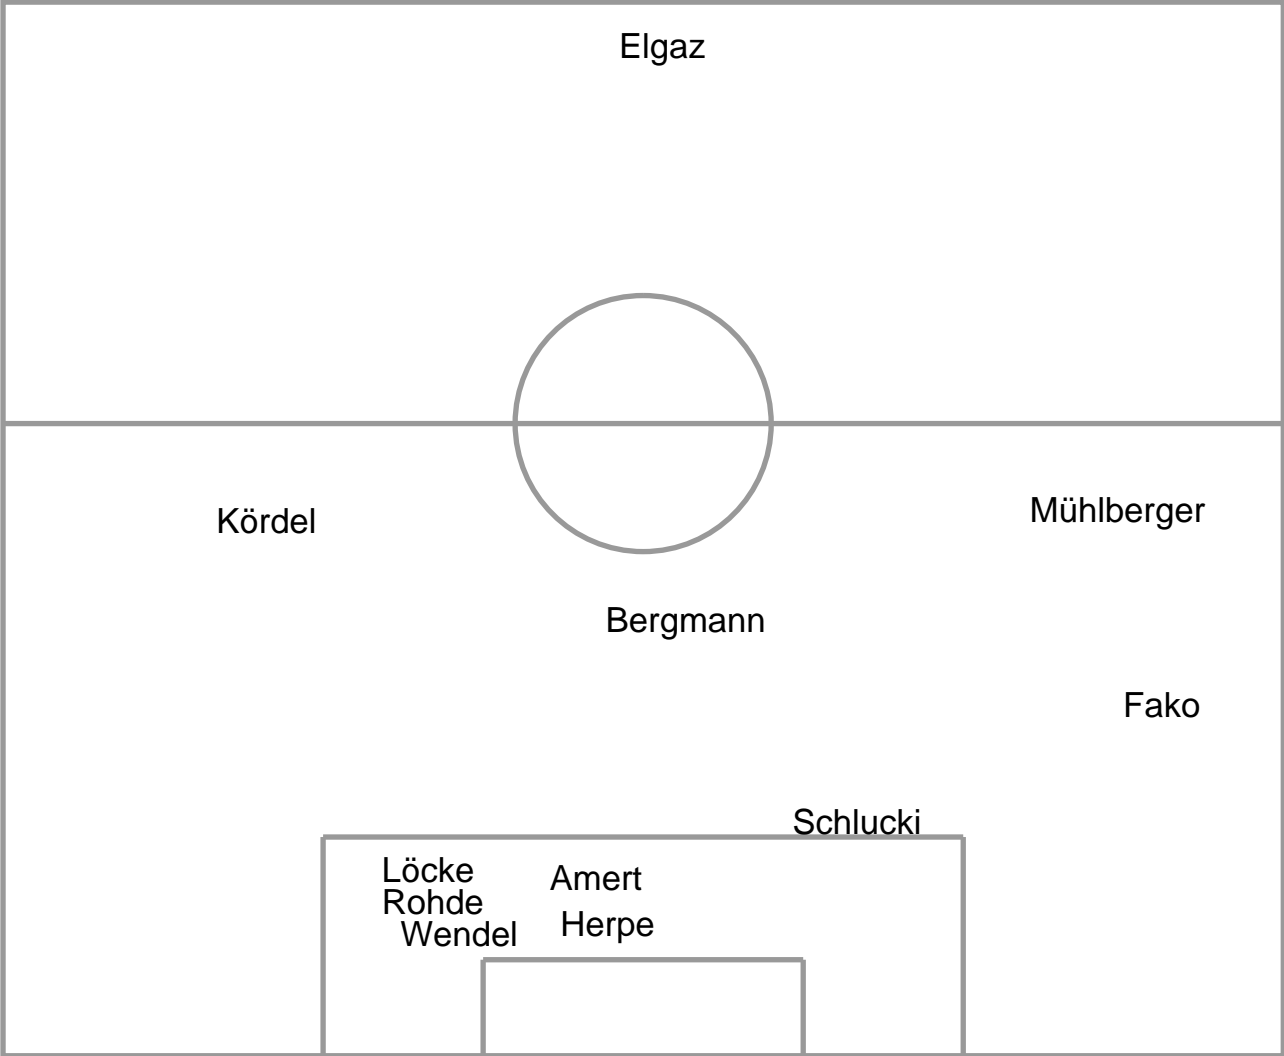 Elgaz
Kördel
Mühlberger
Bergmann
Fako
Schlucki
Löcke
Amert
Rohde
Herpe
Wendel